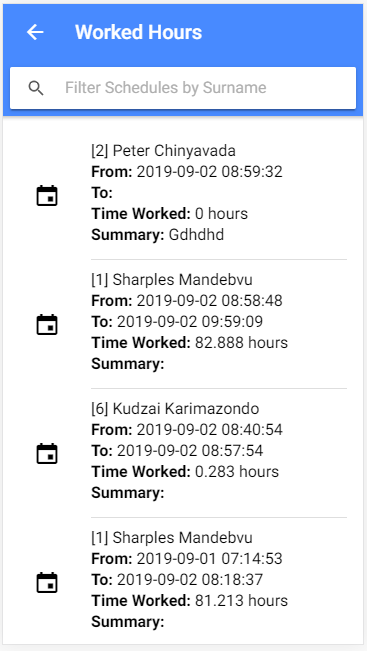 Worked Hours
Filter Schedules by Surname
[2] Peter Chinyavada
From: 2019-09-02 08:59:32
To:
Time Worked: 0 hours
Summary: Gdhdhd
[1] Sharples Mandebvu
From: 2019-09-02 08:58:48
To: 2019-09-02 09:59:09
Time Worked: 82.888 hours
Summary:
[6] Kudzai Karimazondo
From: 2019-09-02 08:40:54
To: 2019-09-02 08:57:54
Time Worked: 0.283 hours
Summary:
[1] Sharples Mandebvu
From: 2019-09-01 07:14:53
To: 2019-09-02 08:18:37
Time Worked: 81.213 hours
Summary: